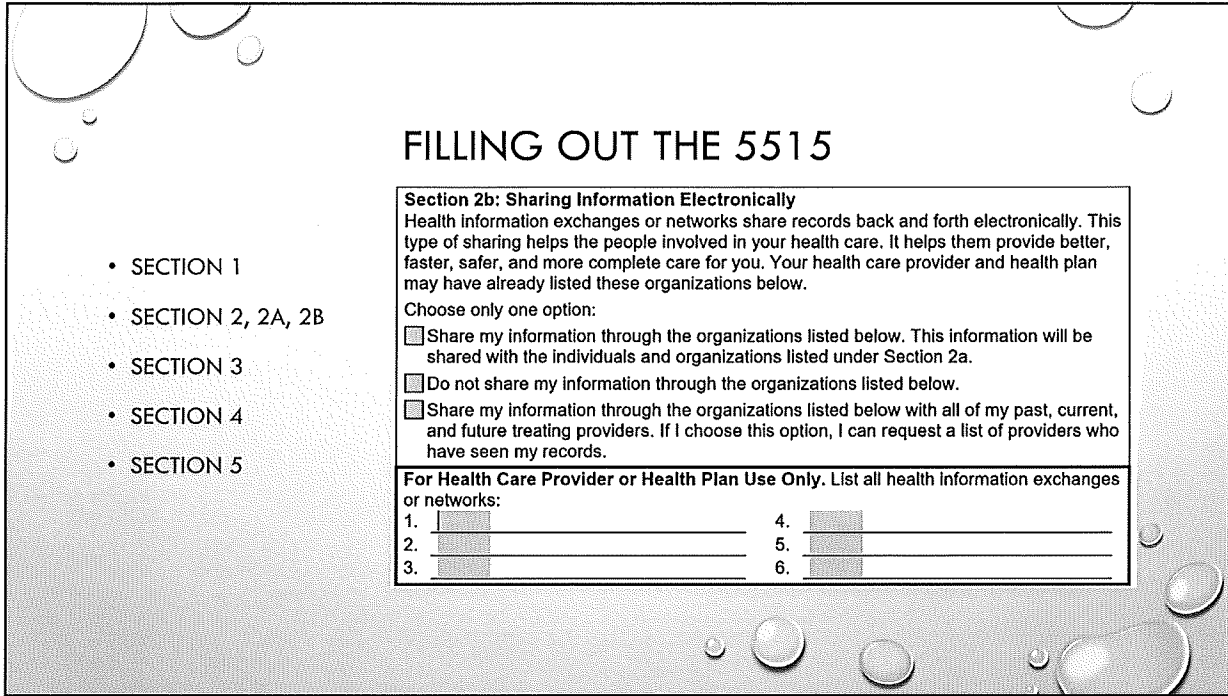 FILLING OUT THE 5515
• SECTION 1
• SECTION 2, 2A, 2B
• SECTION 3
• SECTION 4
• SECTION 5
Section 2b: Sharing Information Electronically
Health information exchanges or networks share records back and forth electronically. This
type of sharing helps the people involved in your health care. It helps them provide better,
faster, safer, and more complete care for you. Your health care provider and health plan
may have already listed these organizations below.
Choose only one option:
Share my information through the organizations listed below. This information will be
shared with the individuals and organizations listed under Section 2a.
Do not share my information through the organizations listed below.
Share my information through the organizations listed below with all of my past, current,
and future treating providers. If I choose this option, I can request a list of providers who
have seen my records.
For Health Care Provider or Health Plan Use Only. List all health information exchanges
or networks:
1. 4.
2. 5.
3. 6.